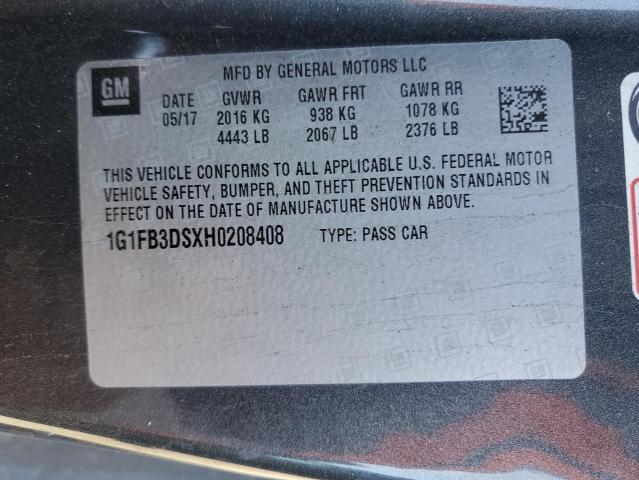 GM
MFD BY GENERAL MOTORS LLC
DATE GVWR GAWR FRT GAWR RR
05/17 2016 KG 938 KG 1078 KG
4443 LB 2067 LB 2376 LB
THIS VEHICLE CONFORMS TO ALL APPLICABLE U.S. FEDERAL MOTOR
VEHICLE SAFETY, BUMPER, AND THEFT PREVENTION STANDARDS IN
EFFECT ON THE DATE OF MANUFACTURE SHOWN ABOVE.
1G1FB3DSXH0208408 TYPE: PASS CAR